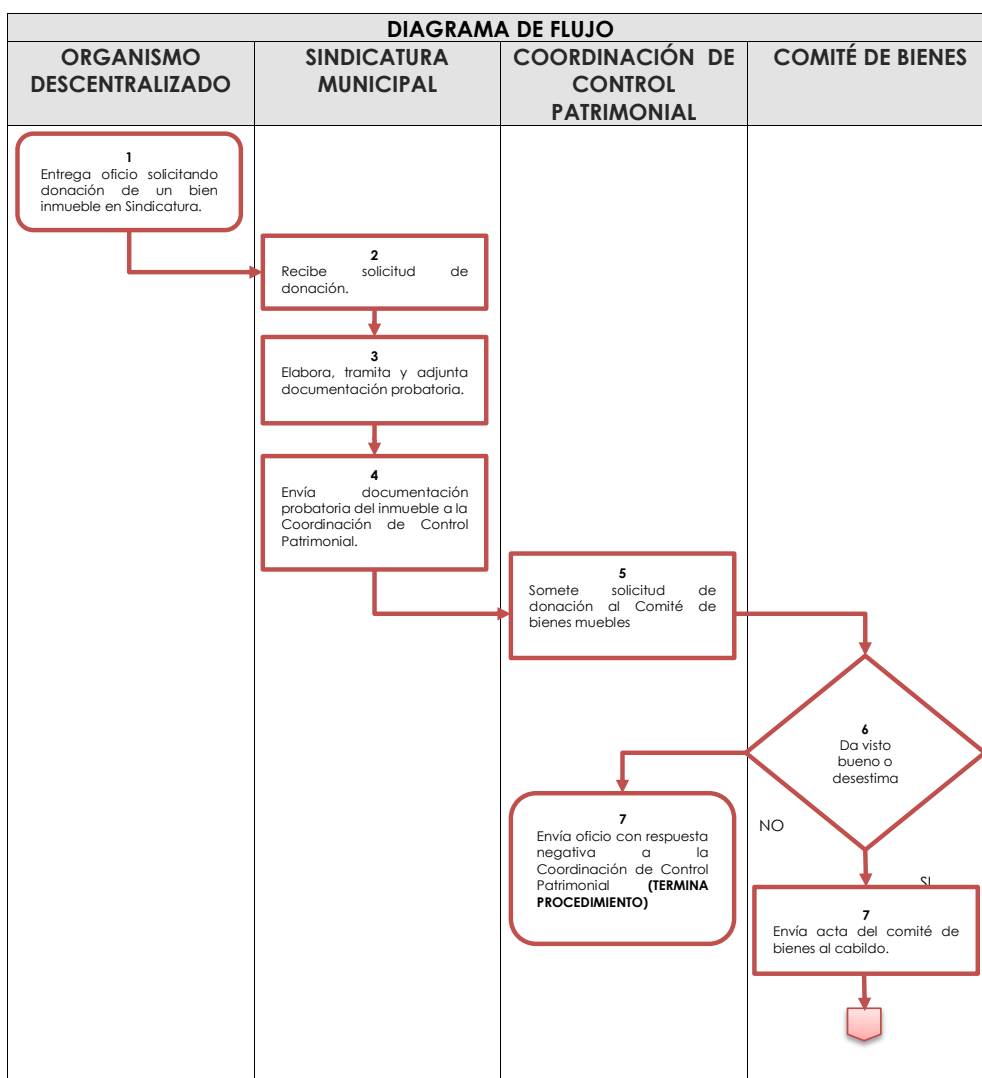 DIAGRAMA DE FLUJO
ORGANISMO
DESCENTRALIZADO
SINDICATURA
MUNICIPAL
COORDINACIÓN DE
CONTROL
PATRIMONIAL
COMITÉ DE BIENES
1
Entrega oficio solicitando
donación de un bien
inmueble en Sindicatura.
2
Recibe solicitud de
donación.
3
Elabora, tramita y adjunta
documentación probatoria.
4
Envía documentación
probatoria del inmueble a la
Coordinación de Control
Patrimonial.
5
Somete solicitud de
donación al Comité de
bienes muebles
6
Da visto
bueno o
desestima
NO
SI
7
Envía oficio con respuesta
negativa a la
Coordinación de Control
Patrimonial (TERMINA
PROCEDIMIENTO)
7
Envía acta del comité de
bienes al cabildo.